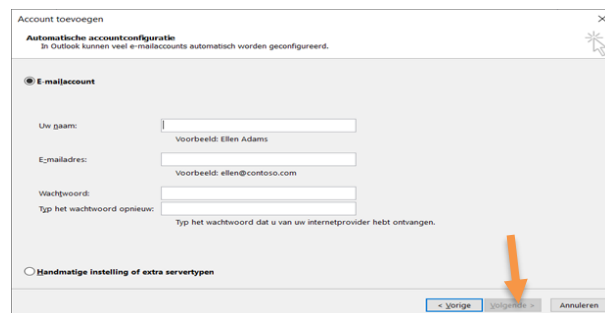 Account toevoegen
Automatische accountconfiguratie
In Outlook kunnen veel e-mailaccounts automatisch worden geconfigureerd.
E-mailaccount
Uw naam:
Voorbeeld: Ellen Adams
E-mailadres:
Voorbeeld: ellen@contoso.com
Wachtwoord:
Typ het wachtwoord opnieuw:
Typ het wachtwoord dat u van uw internetprovider hebt ontvangen.
Handmatige instelling of extra servertypen
< Vorige Volgende > Annuleren